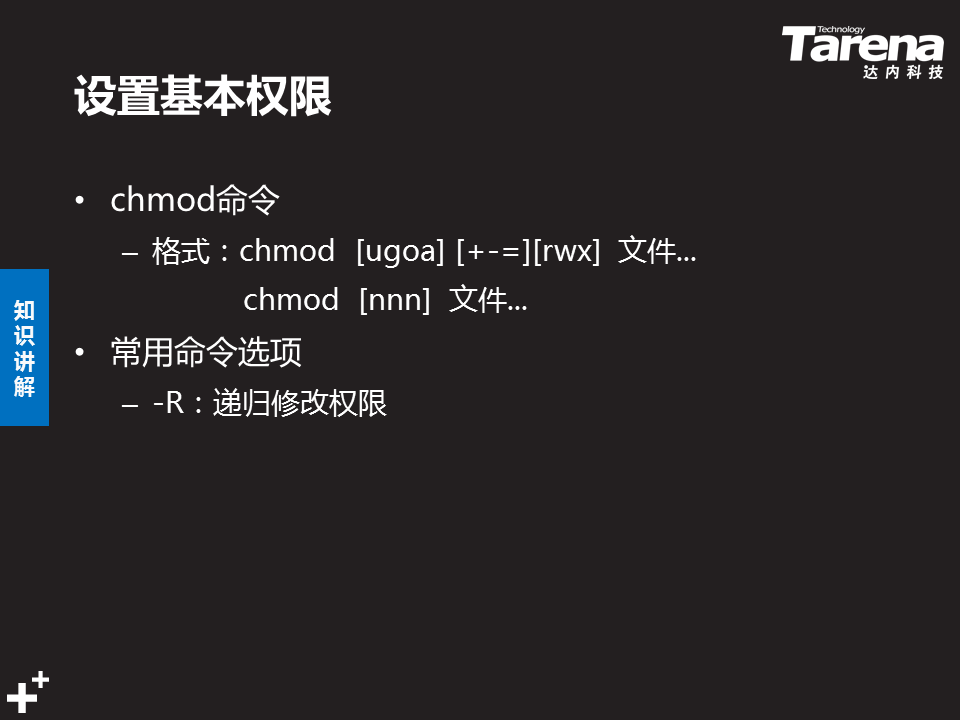 Technology
Tarena
达内科技
设置基本权限
• chmod命令
– 格式：chmod [ugoa] [+-=][rwx] 文件...
chmod [nnn] 文件...
• 常用命令选项
– -R：递归修改权限
知识讲解